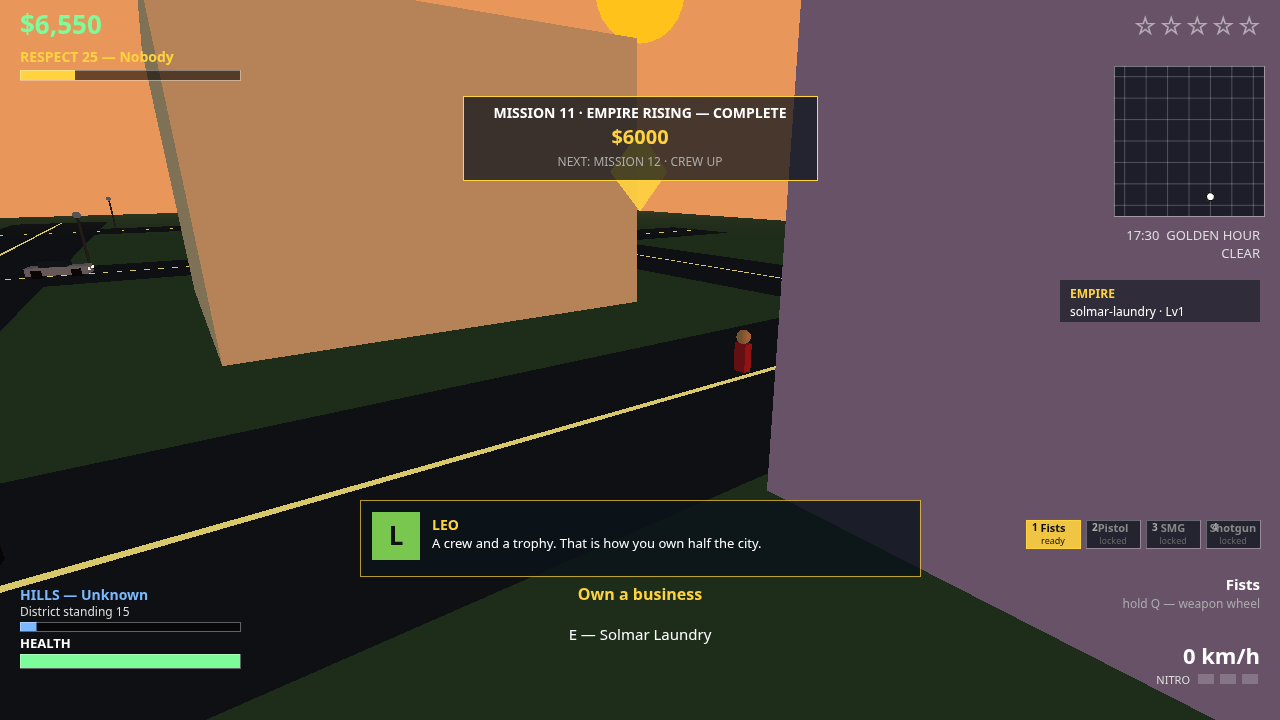 $6,550
RESPECT 25 — Nobody
MISSION 11 · EMPIRE RISING — COMPLETE
$6000
NEXT: MISSION 12 · CREW UP
17:30 GOLDEN HOUR
CLEAR
EMPIRE
solmar-laundry · Lv1
L
LEO
A crew and a trophy. That is how you own half the city.
Own a business
E — Solmar Laundry
1 Fists
ready
2 Pistol
locked
3 SMG
locked
4 Shotgun
locked
Fists
hold Q — weapon wheel
0 km/h
NITRO
HILLS — Unknown
District standing 15
HEALTH